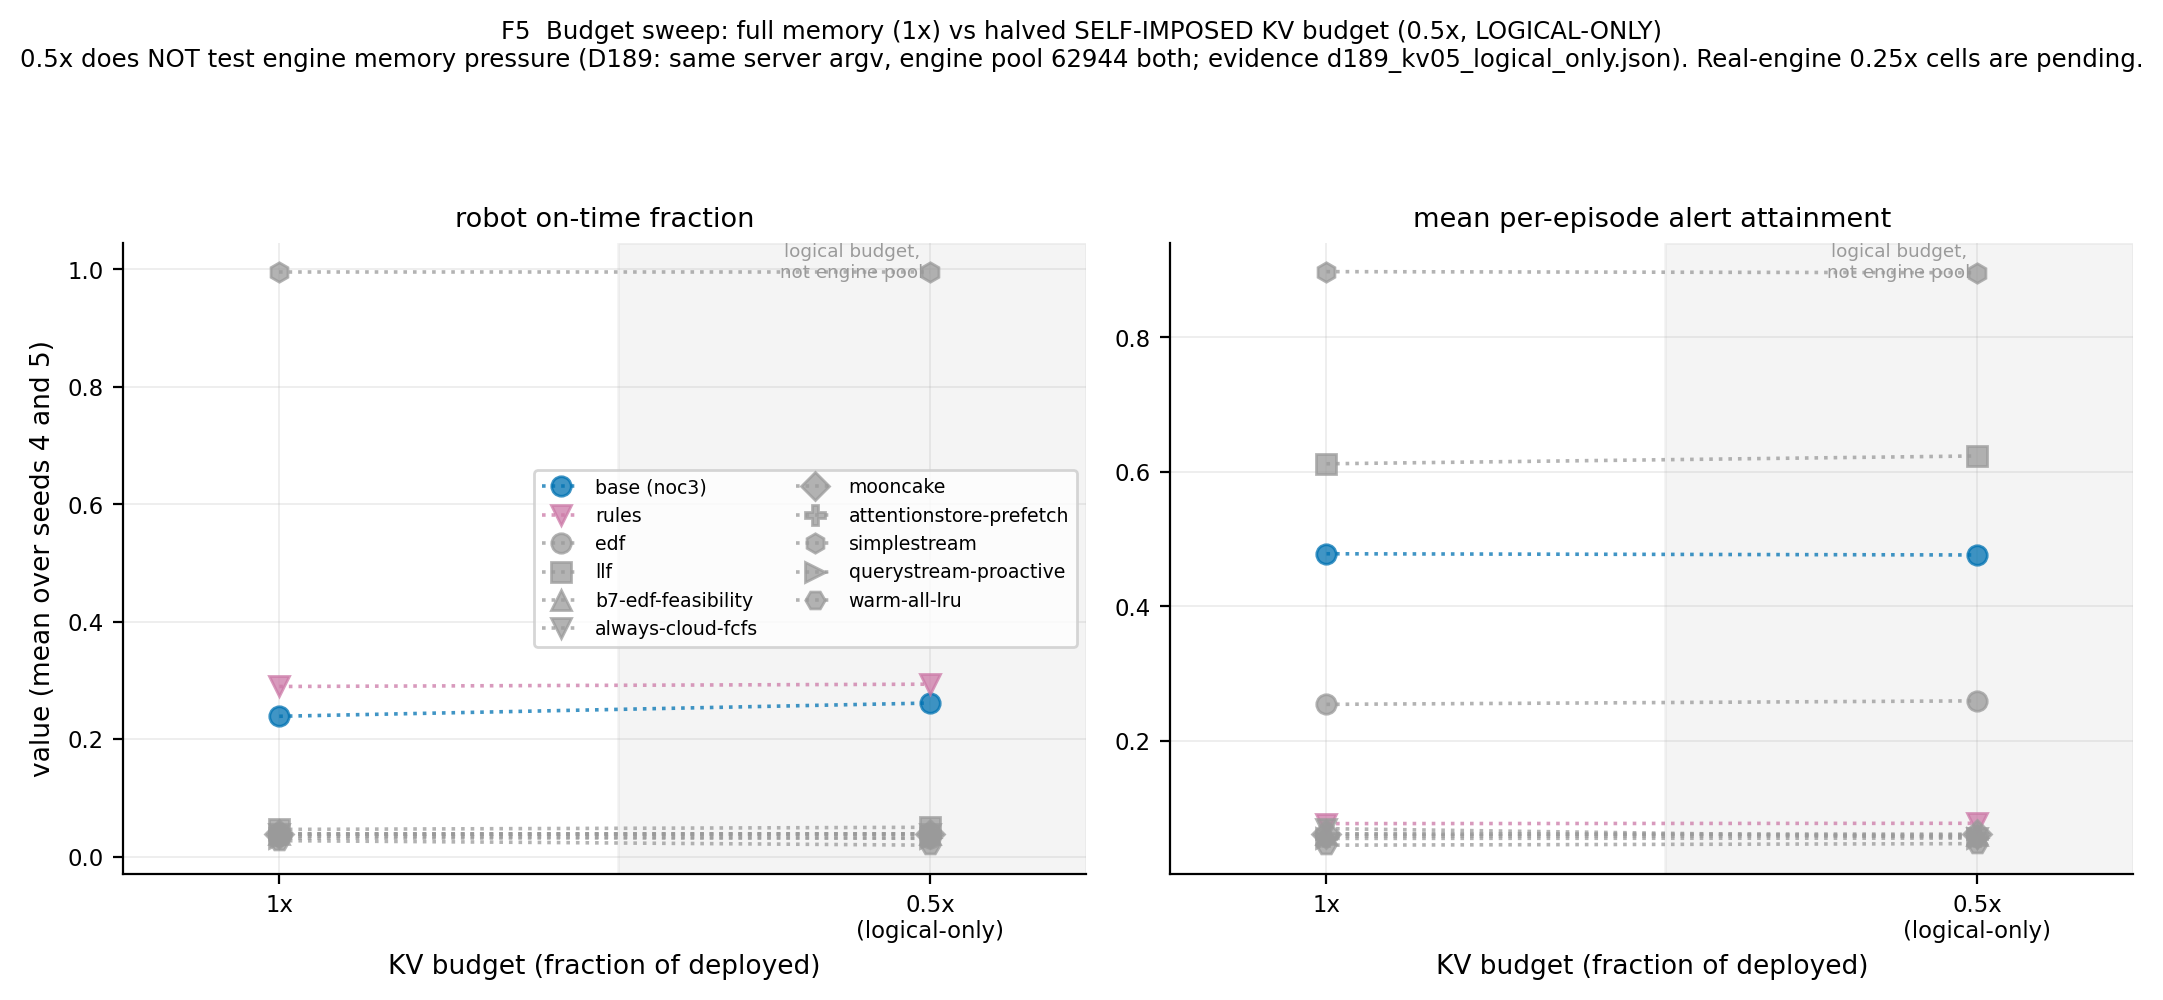 F5  Budget sweep: full memory (1x) vs halved SELF-IMPOSED KV budget (0.5x, LOGICAL-ONLY)
0.5x does NOT test engine memory pressure (D189: same server argv, engine pool 62944 both; evidence d189_kv05_logical_only.json). Real-engine 0.25x cells are pending.
robot on-time fraction
value (mean over seeds 4 and 5)
1.0
0.8
0.6
0.4
0.2
0.0
logical budget,
not engine pool
base (noc3)
rules
edf
llf
b7-edf-feasibility
always-cloud-fcfs
mooncake
attentionstore-prefetch
simplestream
querystream-proactive
warm-all-lru
1x
0.5x
(logical-only)
KV budget (fraction of deployed)
mean per-episode alert attainment
0.8
0.6
0.4
0.2
logical budget,
not engine pool
1x
0.5x
(logical-only)
KV budget (fraction of deployed)